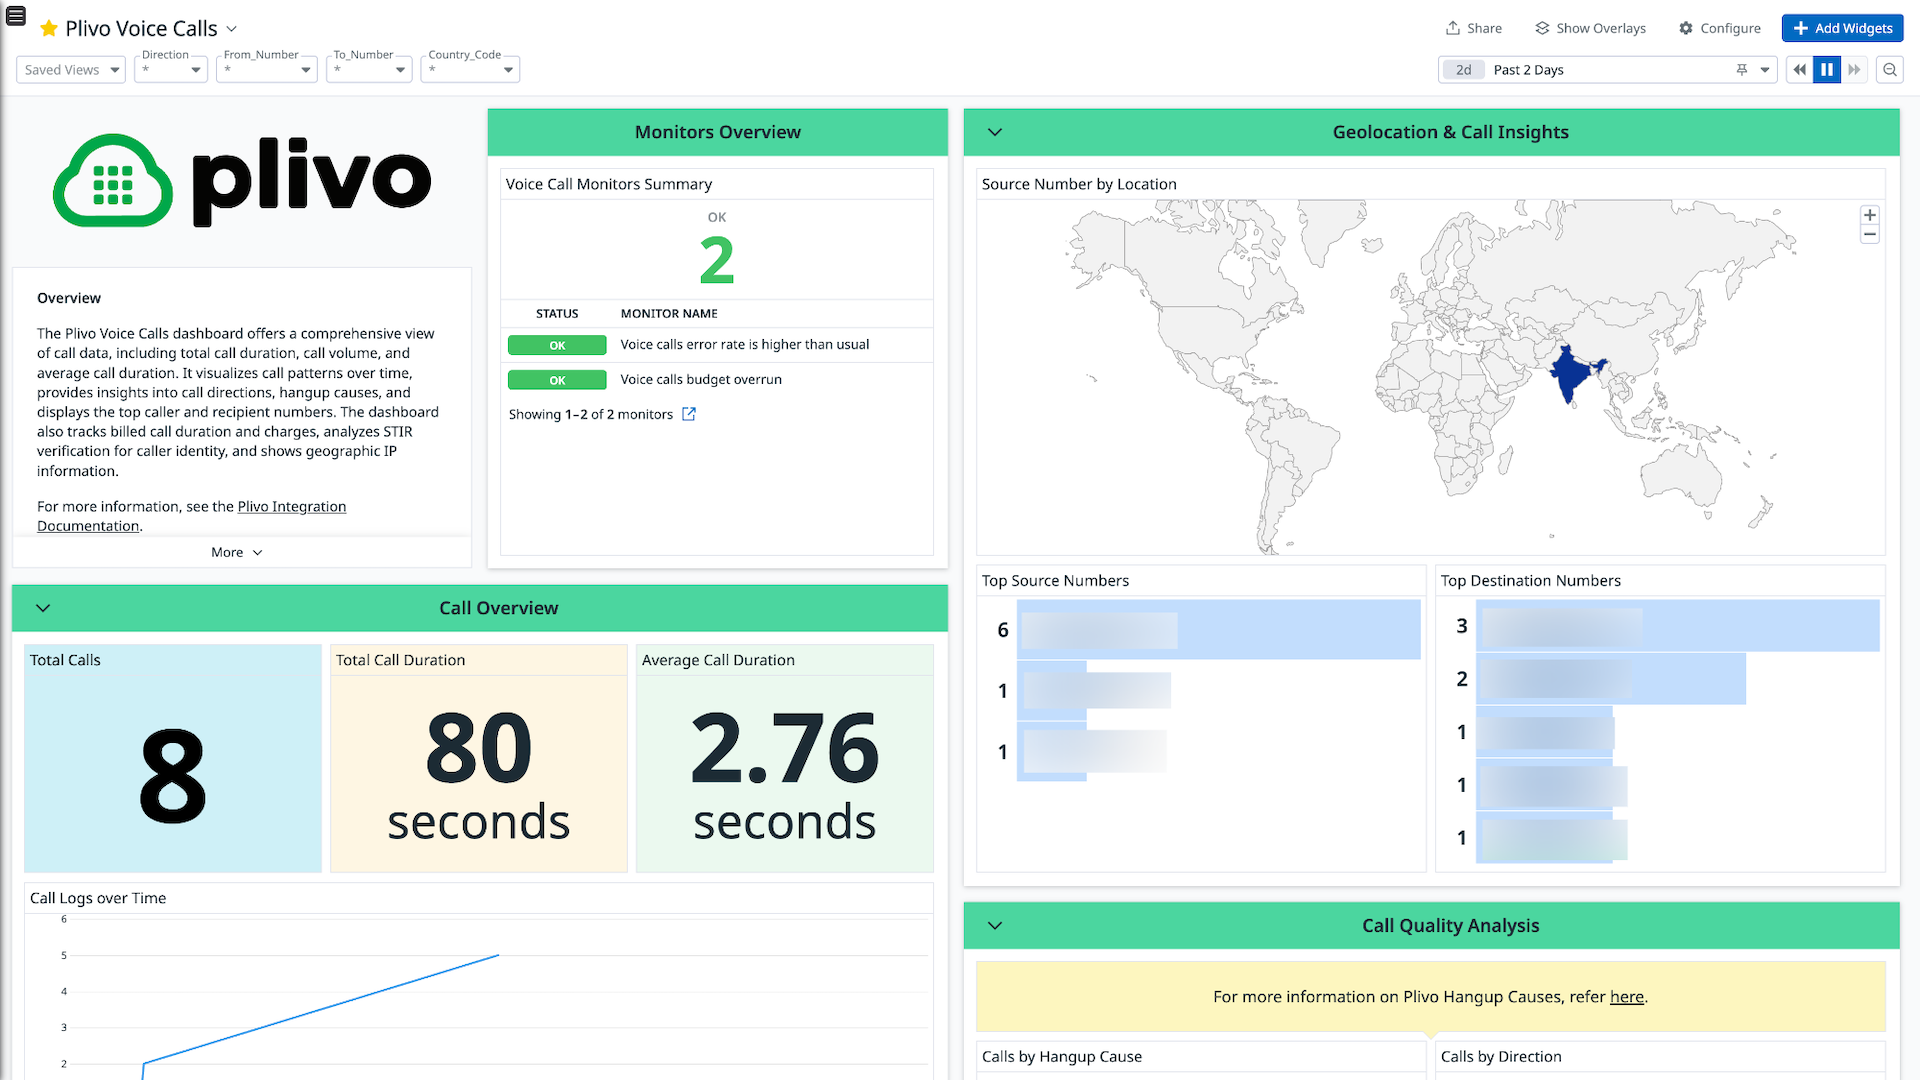 Plivo Voice Calls
Share
Show Overlays
Configure
Add Widgets
Saved Views
Direction
*
From_Number
*
To_Number
*
Country_Code
*
2d
Past 2 Days
plivo
Overview
The Plivo Voice Calls dashboard offers a comprehensive view
of call data, including total call duration, call volume, and
average call duration. It visualizes call patterns over time,
provides insights into call directions, hangup causes, and
displays the top caller and recipient numbers. The dashboard
also tracks billed call duration and charges, analyzes STIR
verification for caller identity, and shows geographic IP
information.
For more information, see the Plivo Integration
Documentation.
More
Monitors Overview
Voice Call Monitors Summary
OK
2
STATUS MONITOR NAME
OK Voice calls error rate is higher than usual
OK Voice calls budget overrun
Showing 1–2 of 2 monitors
Call Overview
Total Calls
8
Total Call Duration
80
seconds
Average Call Duration
2.76
seconds
Call Logs over Time
6
5
4
3
2
Geolocation & Call Insights
Source Number by Location
+
−
Top Source Numbers
6
1
1
Top Destination Numbers
3
2
1
1
1
Call Quality Analysis
For more information on Plivo Hangup Causes, refer here.
Calls by Hangup Cause
Calls by Direction